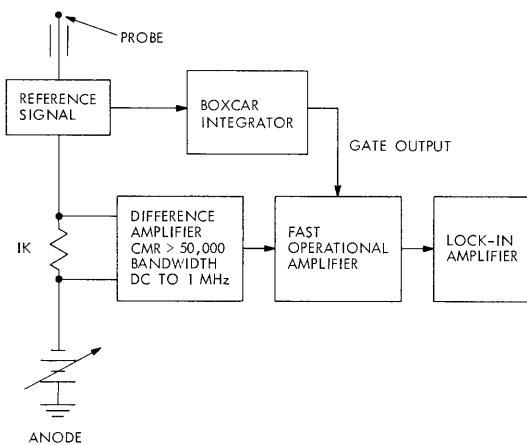 PROBE
REFERENCE
SIGNAL
BOXCAR
INTEGRATOR
GATE OUTPUT
1K
DIFFERENCE
AMPLIFIER
CMR > 50,000
BANDWIDTH
DC TO 1 MHz
FAST
OPERATIONAL
AMPLIFIER
LOCK-IN
AMPLIFIER
ANODE